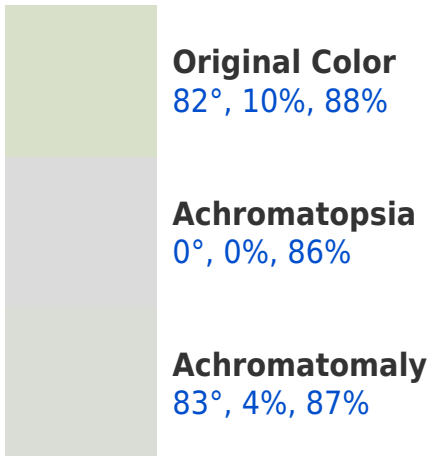 Original Color
82°, 10%, 88%
Achromatopsia
0°, 0%, 86%
Achromatomaly
83°, 4%, 87%